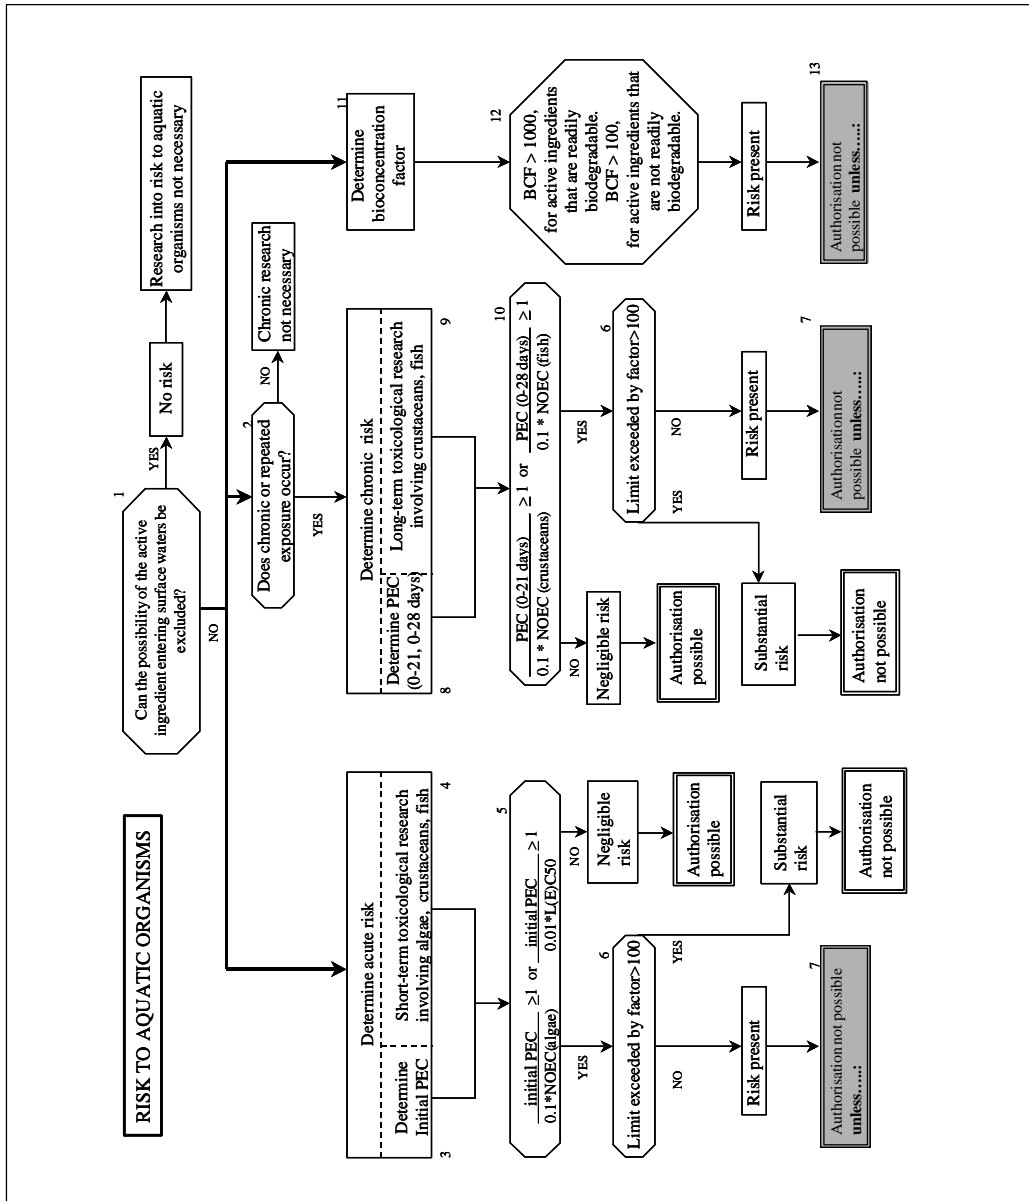 RISK TO AQUATIC ORGANISMS
1
Can the possibility of the active
ingredient entering surface waters be
excluded?
YES
No risk
Research into risk to aquatic
organisms not necessary
NO
2
Does chronic or repeated
exposure occur?
NO
Chronic research
not necessary
YES
Determine acute risk
3
Determine
Initial PEC
4
Short-term toxicological research
involving algae, crustaceans, fish
5
initial PEC ≥1 or initial PEC ≥1
0.1*NOEC(algae) 0.01*L(E)C50
YES
NO
Negligible
risk
Authorisation
possible
6
Limit exceeded by factor>100
NO
YES
Risk present
7
Authorisation not possible
unless.....:
Substantial
risk
Authorisation
not possible
Determine chronic risk
8
Determine PEC
(0-21, 0-28 days)
9
Long-term toxicological research
involving crustaceans, fish
10
PEC (0-21 days) ≥1 or PEC (0-28 days) ≥1
0.1 * NOEC (crustaceans) 0.1 * NOEC (fish)
NO
YES
Negligible risk
Authorisation
possible
6
Limit exceeded by factor>100
YES
NO
Substantial
risk
Authorisation
not possible
Risk present
7
Authorisation not
possible unless.....:
11
Determine
bioconcentration
factor
12
BCF > 1000,
for active ingredients
that are readily
biodegradable.
BCF > 100,
for active ingredients that
are not readily
biodegradable.
Risk present
13
Authorisation not
possible unless.....: